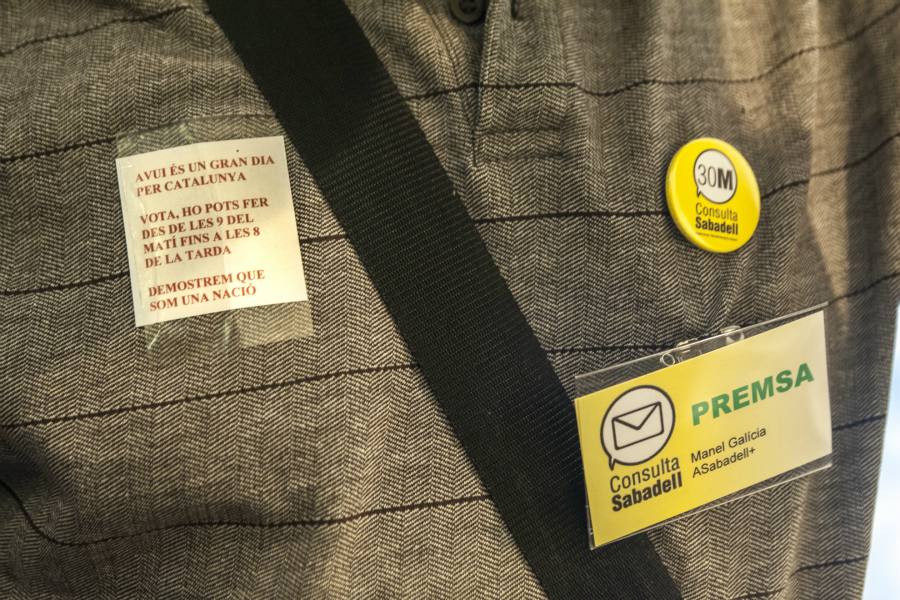 AVUI ÉS UN GRAN DIA
PER CATALUNYA
VOTA, HO POTS FER
DES DE LES 9 DEL
MATÍ FINS A LES 8
DE LA TARDA
DEMOSTREM QUE
SOM UNA NACIÓ
30M
Consulta
Sabadell
PREMSA
Manel Galícia
ASabadell+
Consulta
Sabadell